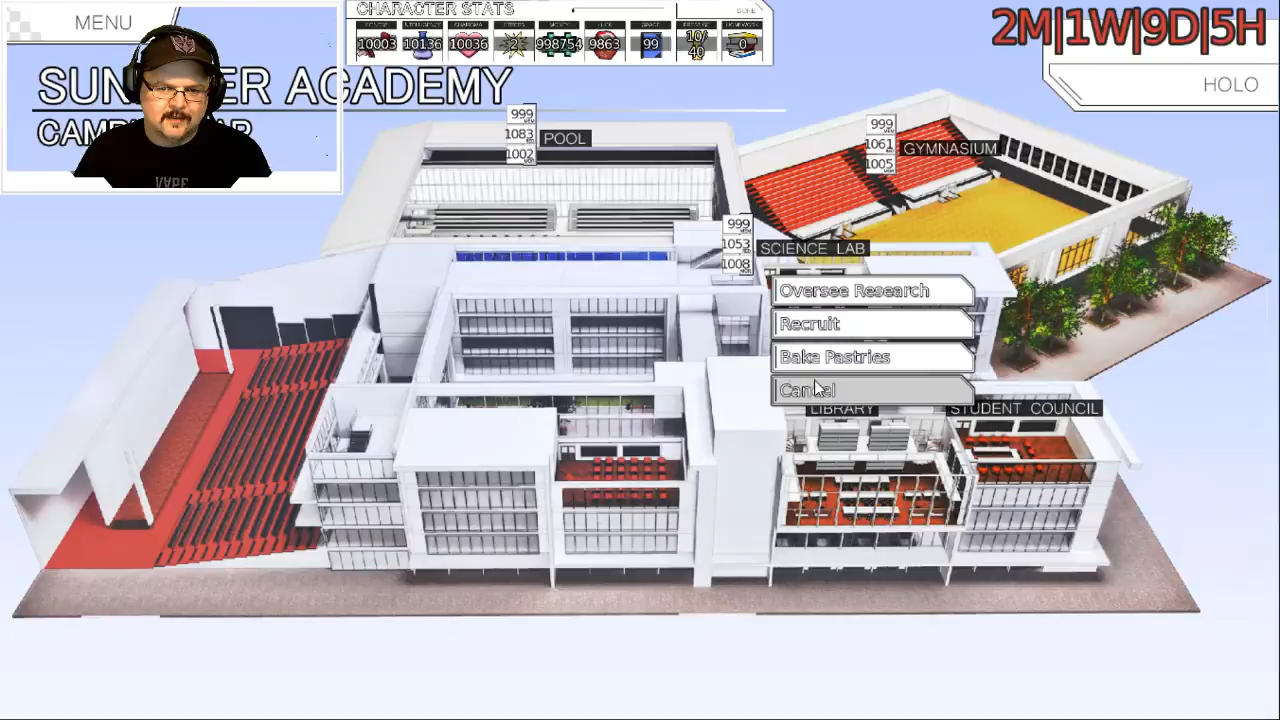 MENU
CHARACTER STATS
DONE
2M|1W|9D|5H
10003 10136 10036 2 998754 9863 99 10/40 0
HOLO
SUN ER ACADEMY
999
1083
1002
POOL
999
1061
1005
GYMNASIUM
999
1053
1008
SCIENCE LAB
Oversee Research
Recruit
Bake Pastries
Cancel
LIBRARY
STUDENT COUNCIL